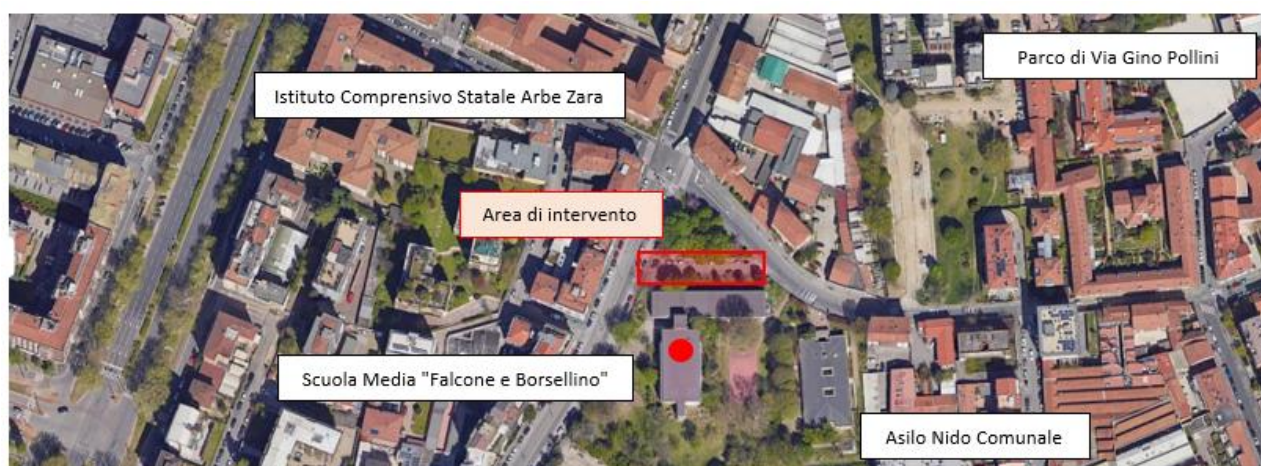 Parco di Via Gino Pollini
Istituto Comprensivo Statale Arbe Zara
Area di intervento
Scuola Media "Falcone e Borsellino"
Asilo Nido Comunale